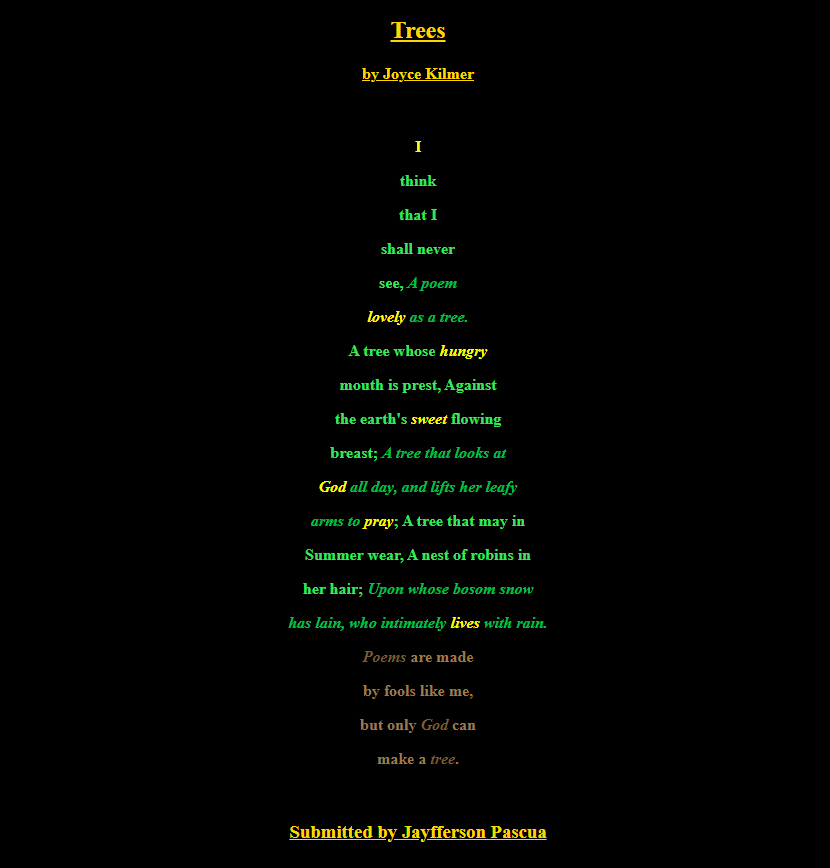 Trees
by Joyce Kilmer
I
think
that I
shall never
see, A poem
lovely as a tree.
A tree whose hungry
mouth is prest, Against
the earth's sweet flowing
breast; A tree that looks at
God all day, and lifts her leafy
arms to pray; A tree that may in
Summer wear, A nest of robins in
her hair; Upon whose bosom snow
has lain, who intimately lives with rain.
Poems are made
by fools like me,
but only God can
make a tree.
Submitted by Jayfferson Pascua